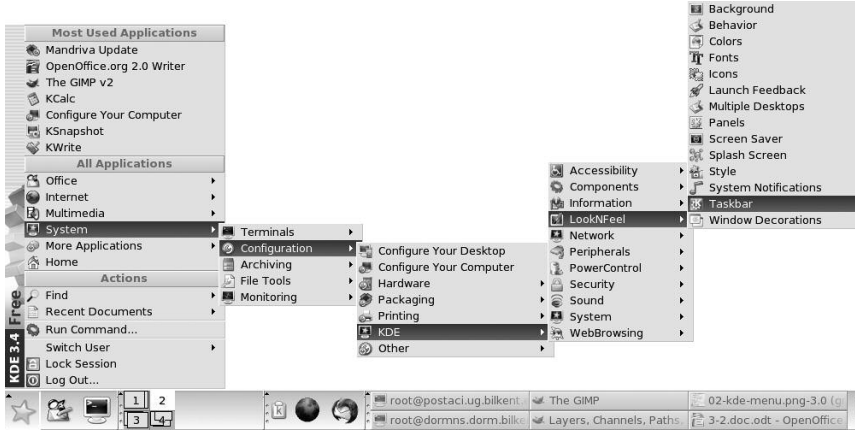 Most Used Applications
Mandriva Update
OpenOffice.org 2.0 Writer
The GIMP v2
KCalc
Configure Your Computer
KSnapshot
KWrite
All Applications
Office
Internet
Multimedia
System
More Applications
Home
Actions
Find
Recent Documents
Run Command...
Switch User
Lock Session
Log Out...
KDE 3.4 Free
Terminals
Configuration
Archiving
File Tools
Monitoring
Configure Your Desktop
Configure Your Computer
Hardware
Packaging
Printing
KDE
Other
Accessibility
Components
Information
LookNFeel
Network
Peripherals
PowerControl
Security
Sound
System
WebBrowsing
Background
Behavior
Colors
Fonts
Icons
Launch Feedback
Multiple Desktops
Panels
Screen Saver
Splash Screen
Style
System Notifications
Taskbar
Window Decorations
1 2
3 4
root@postaci.ug.bilkent.
The GIMP
02-kde-menu.png-3.0 (g
root@dormns.dorm.bilke
Layers, Channels, Paths,
3-2.doc.odt - OpenOffice